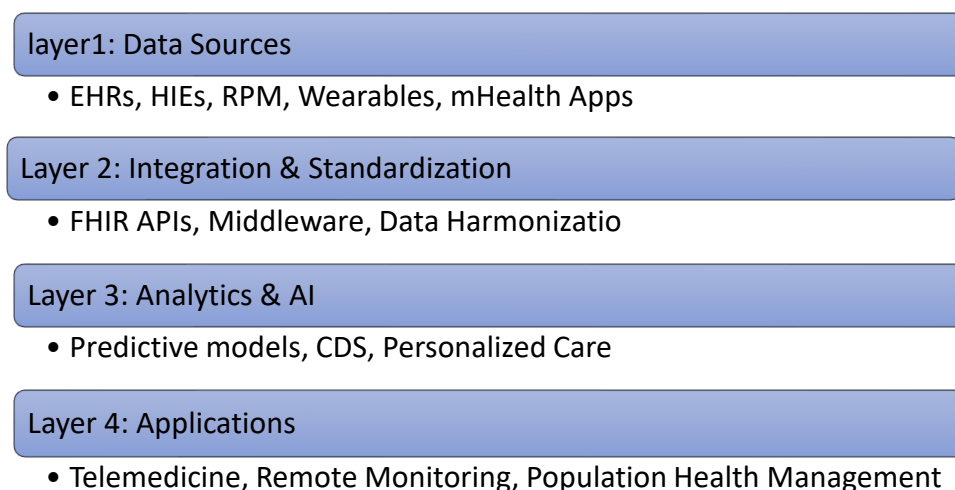 layer1: Data Sources
• EHRs, HIEs, RPM, Wearables, mHealth Apps
Layer 2: Integration & Standardization
• FHIR APIs, Middleware, Data Harmonizatio
Layer 3: Analytics & AI
• Predictive models, CDS, Personalized Care
Layer 4: Applications
• Telemedicine, Remote Monitoring, Population Health Management